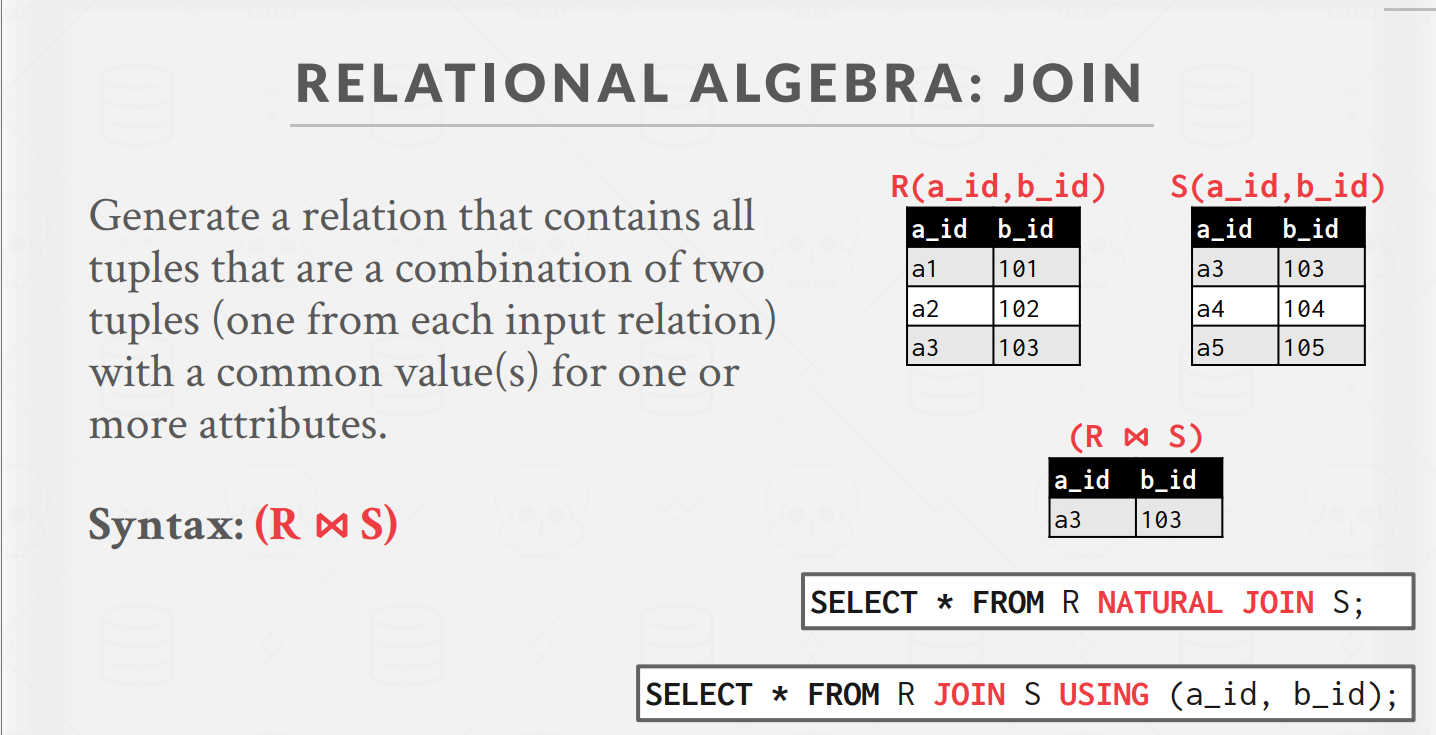 RELATIONAL ALGEBRA: JOIN
Generate a relation that contains all
tuples that are a combination of two
tuples (one from each input relation)
with a common value(s) for one or
more attributes.
Syntax: (R ⋈ S)
R(a_id,b_id)
a_id b_id
a1 101
a2 102
a3 103
S(a_id,b_id)
a_id b_id
a3 103
a4 104
a5 105
(R ⋈ S)
a_id b_id
a3 103
SELECT * FROM R NATURAL JOIN S;
SELECT * FROM R JOIN S USING (a_id, b_id);